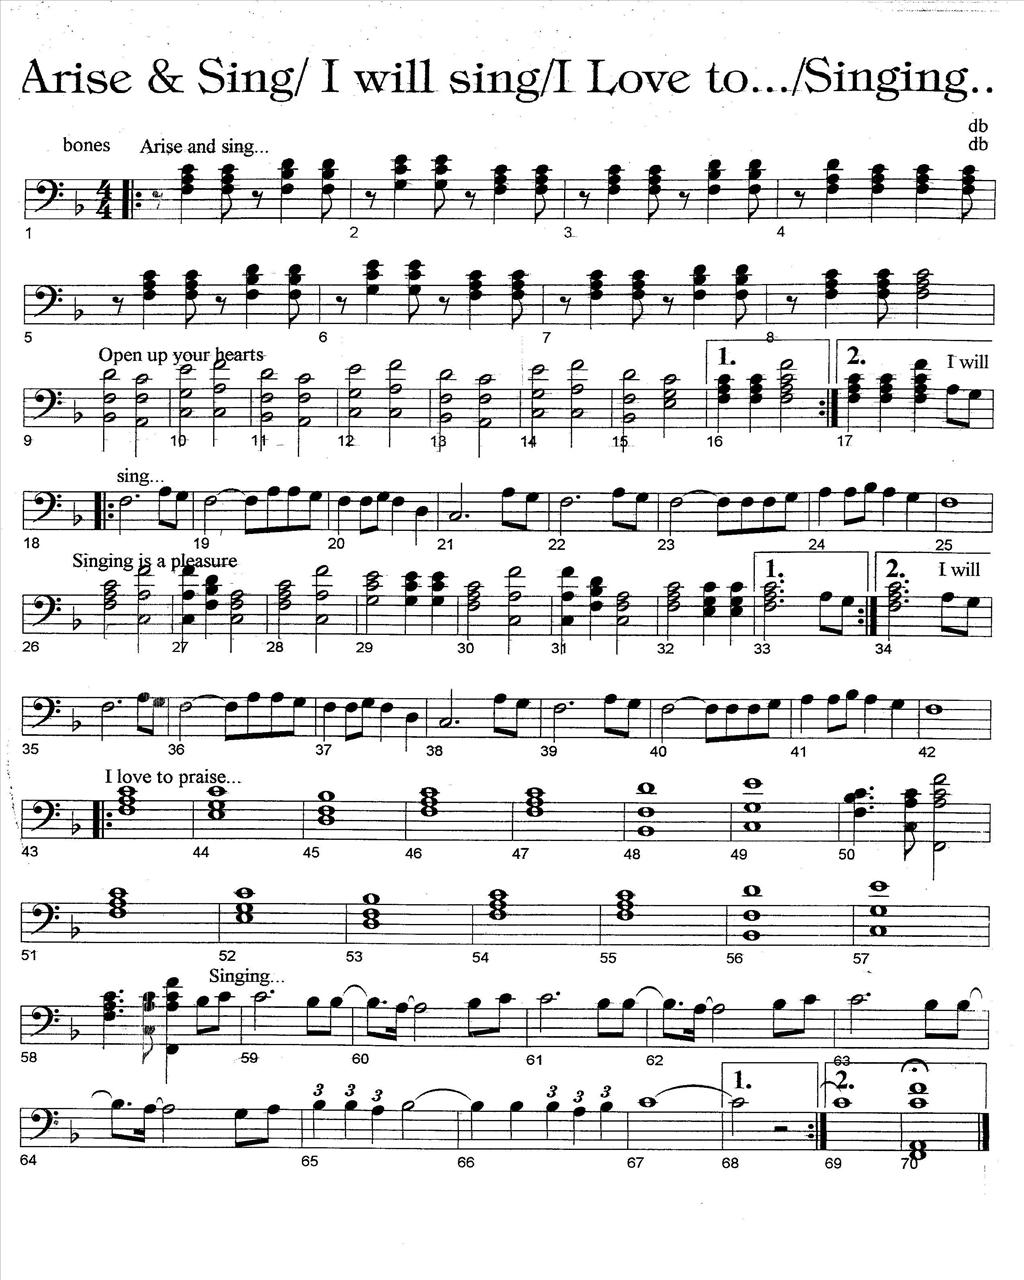 Arise & Sing/ I will sing/I Love to.../Singing..
db
db
bones Arise and sing...
1 2 3 4
5 6 7 8
Open up your hearts 1. 2. I will
9 10 11 12 13 14 15 16 17
sing...
18 19 20 21 22 23 24 25
Singing is a pleasure 1. 2. I will
26 27 28 29 30 31 32 33 34
35 36 37 38 39 40 41 42
I love to praise...
43 44 45 46 47 48 49 50
51 52 53 54 55 56 57
Singing...
58 59 60 61 62 63
3 3 3 3 3 3 1. 2.
64 65 66 67 68 69 70